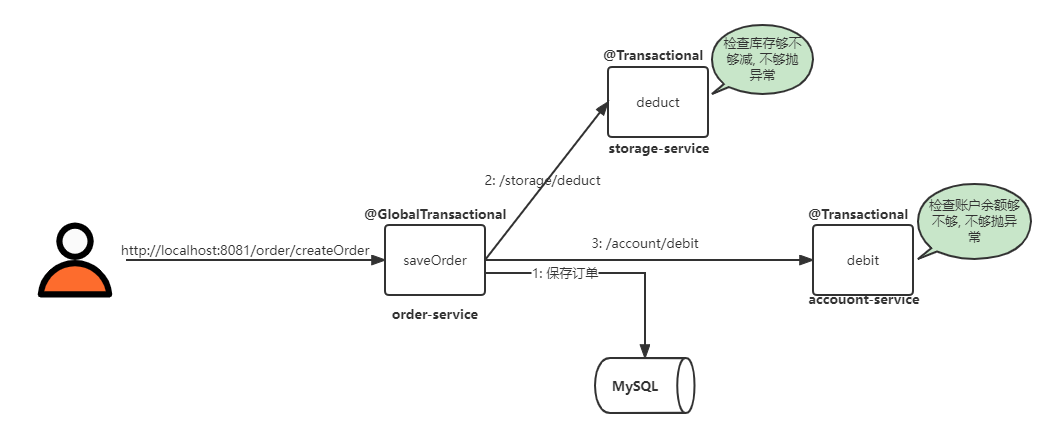 @Transactional
检查库存够不
够减, 不够抛
异常
deduct
storage-service
2: /storage/deduct
@GlobalTransactional
@Transactional
检查账户余额够
不够, 不够抛异
常
http://localhost:8081/order/createOrder
saveOrder
3: /account/debit
debit
1: 保存订单
accouont-service
order-service
MySQL